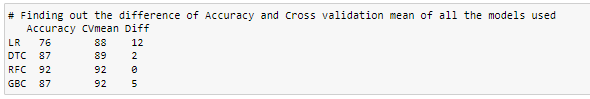 # Finding out the difference of Accuracy and Cross validation mean of all the models used
Accuracy CVmean Diff
LR 76 88 12
DTC 87 89 2
RFC 92 92 0
GBC 87 92 5